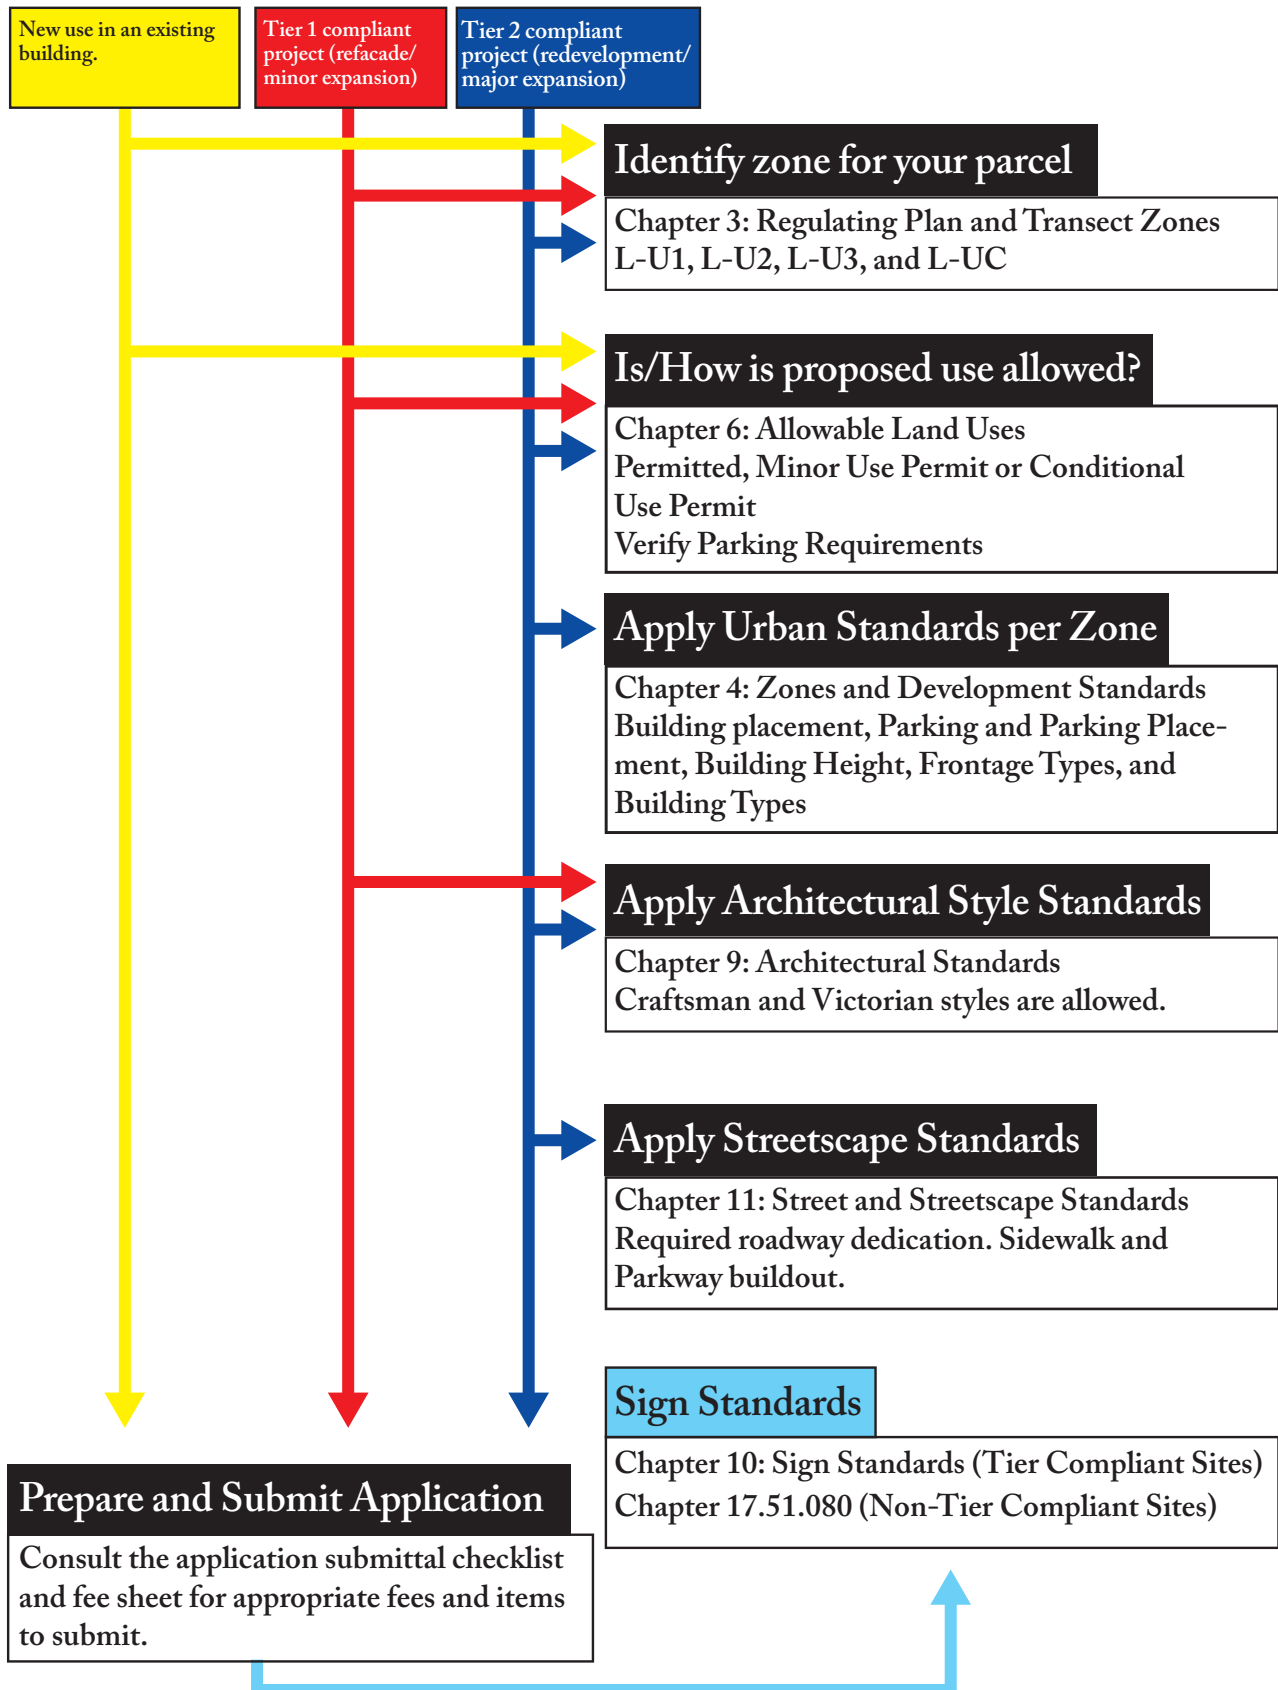 New use in an existing
building.
Tier 1 compliant
project (refacade/
minor expansion)
Tier 2 compliant
project (redevelopment/
major expansion)
Identify zone for your parcel
Chapter 3: Regulating Plan and Transect Zones
L-U1, L-U2, L-U3, and L-UC
Is/How is proposed use allowed?
Chapter 6: Allowable Land Uses
Permitted, Minor Use Permit or Conditional
Use Permit
Verify Parking Requirements
Apply Urban Standards per Zone
Chapter 4: Zones and Development Standards
Building placement, Parking and Parking Place-
ment, Building Height, Frontage Types, and
Building Types
Apply Architectural Style Standards
Chapter 9: Architectural Standards
Craftsman and Victorian styles are allowed.
Apply Streetscape Standards
Chapter 11: Street and Streetscape Standards
Required roadway dedication. Sidewalk and
Parkway buildout.
Sign Standards
Chapter 10: Sign Standards (Tier Compliant Sites)
Chapter 17.51.080 (Non-Tier Compliant Sites)
Prepare and Submit Application
Consult the application submittal checklist
and fee sheet for appropriate fees and items
to submit.